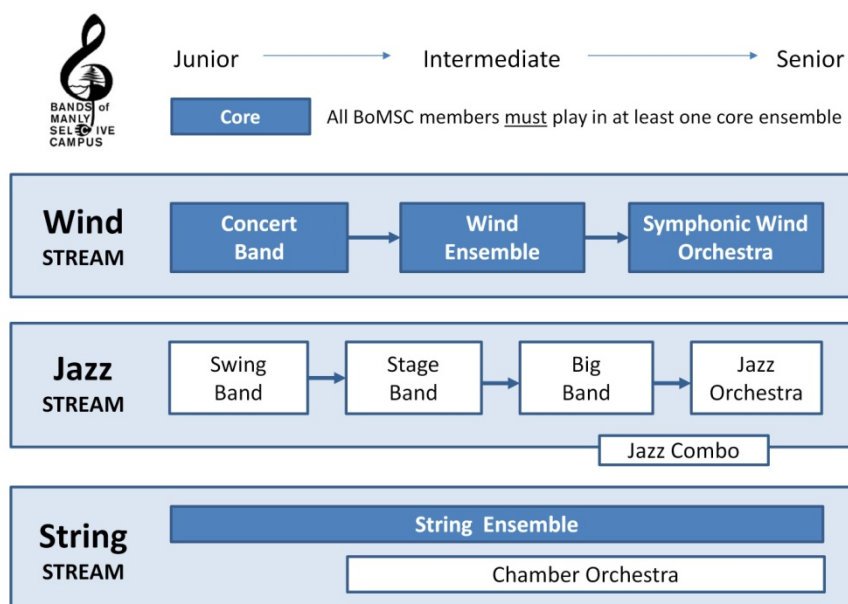 BANDS of
MANLY
SELECTIVE
CAMPUS
Junior Intermediate Senior
Core All BoMSC members must play in at least one core ensemble
Wind
STREAM
Concert
Band
Wind
Ensemble
Symphonic Wind
Orchestra
Jazz
STREAM
Swing
Band
Stage
Band
Big
Band
Jazz
Orchestra
Jazz Combo
String
STREAM
String Ensemble
Chamber Orchestra